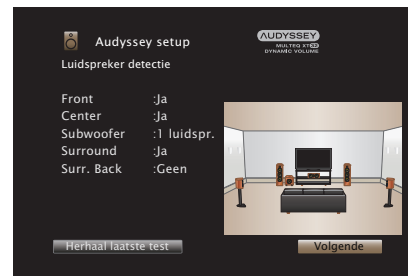 Audyssey setup
AUDYSSEY
MULTEQ XT32
DYNAMIC VOLUME
Luidspreker detectie
Front :Ja
Center :Ja
Subwoofer :1 luidspr.
Surround :Ja
Surr. Back :Geen
Herhaal laatste test
Volgende